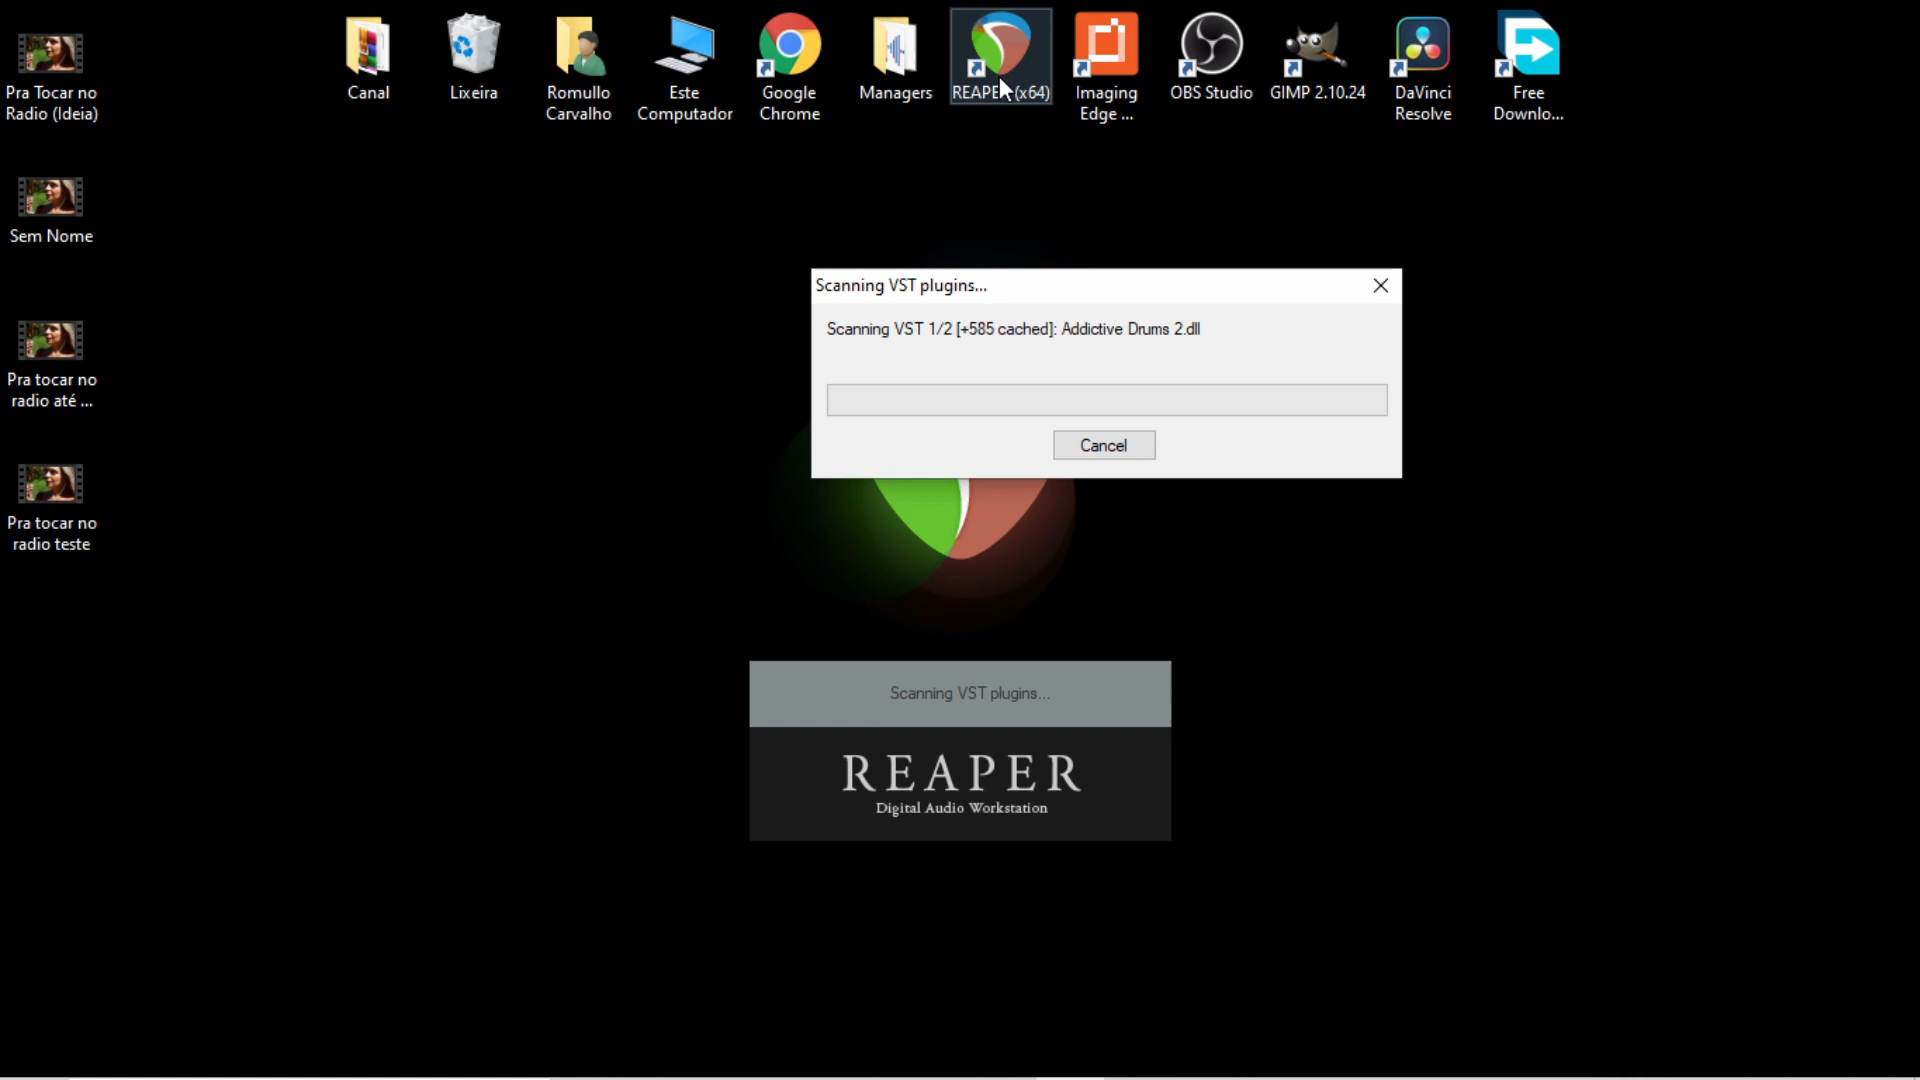 Pra Tocar no
Radio (Ideia)
Sem Nome
Pra tocar no
radio até ...
Pra tocar no
radio teste
Canal
Lixeira
Romullo
Carvalho
Este
Computador
Google
Chrome
Managers
(x64)
Imaging
Edge ...
OBS Studio
GIMP 2.10.24
DaVinci
Resolve
Free
Downlo...
Scanning VST plugins...
Scanning VST 1/2 [+585 cached]: Addictive Drums 2.dll
Cancel
Scanning VST plugins...
REAPER
Digital Audio Workstation